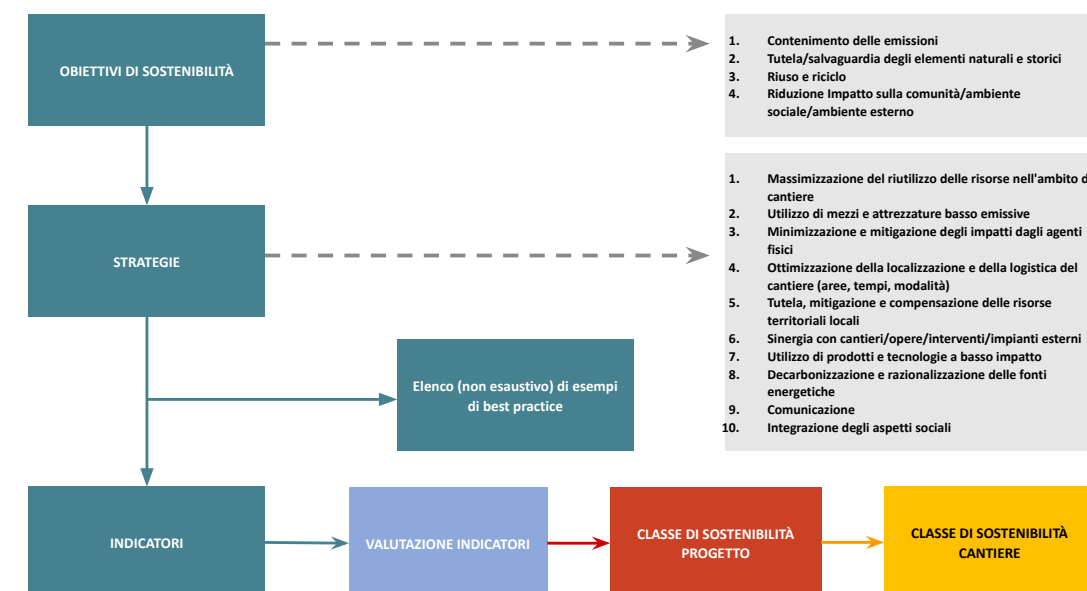 OBIETTIVI DI SOSTENIBILITÀ
1. Contenimento delle emissioni
2. Tutela/salvaguardia degli elementi naturali e storici
3. Riuso e riciclo
4. Riduzione Impatto sulla comunità/ambiente
sociale/ambiente esterno
STRATEGIE
1. Massimizzazione del riutilizzo delle risorse nell'ambito d
cantiere
2. Utilizzo di mezzi e attrezzature basso emissive
3. Minimizzazione e mitigazione degli impatti dagli agenti
fisici
4. Ottimizzazione della localizzazione e della logistica del
cantiere (aree, tempi, modalità)
5. Tutela, mitigazione e compensazione delle risorse
territoriali locali
6. Sinergia con cantieri/opere/interventi/impianti esterni
7. Utilizzo di prodotti e tecnologie a basso impatto
8. Decarbonizzazione e razionalizzazione delle fonti
energetiche
9. Comunicazione
10. Integrazione degli aspetti sociali
Elenco (non esaustivo) di esempi
di best practice
INDICATORI
VALUTAZIONE INDICATORI
CLASSE DI SOSTENIBILITÀ
PROGETTO
CLASSE DI SOSTENIBILITÀ
CANTIERE